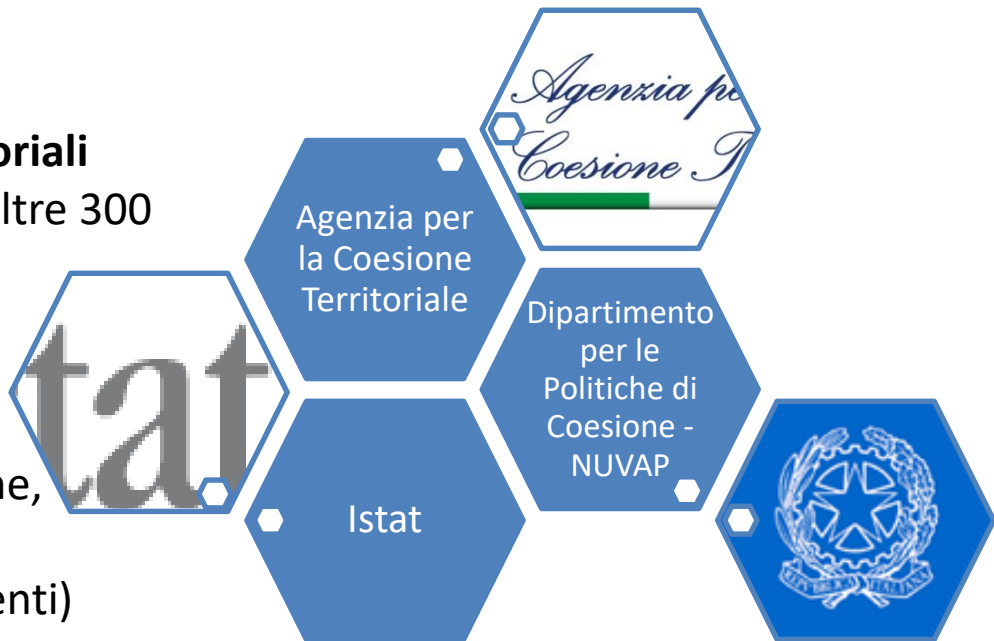 oriali
ltre 300
ne,
enti)
Agenzia pe
Coesione T
Agenzia per
la Coesione
Territoriale
tat
Dipartimento
per le
Politiche di
Coesione -
NUVAP
Istat